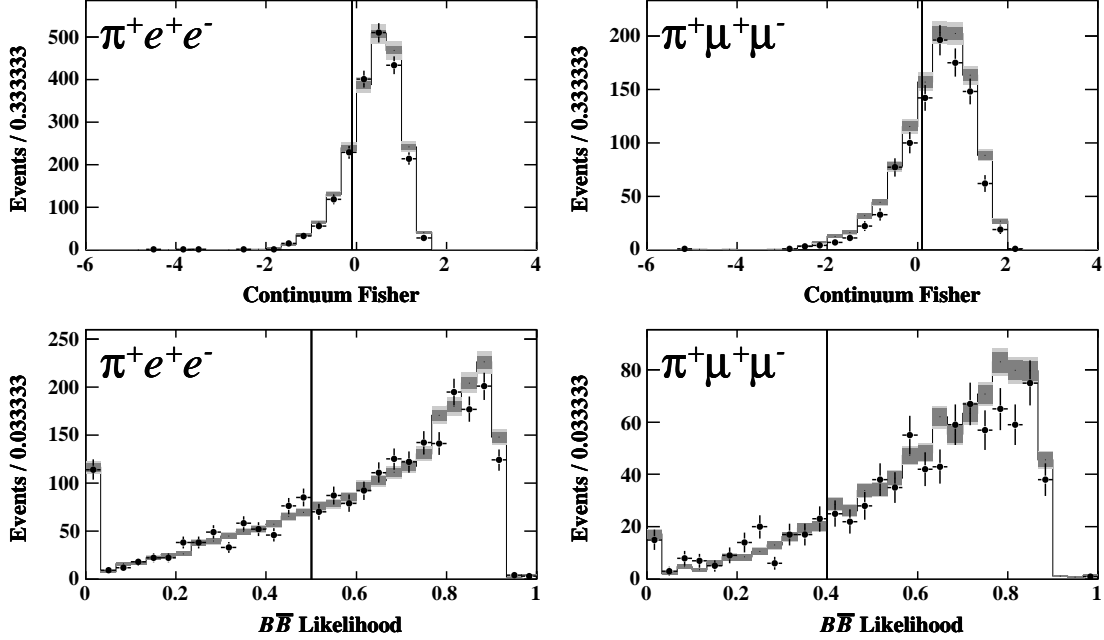 π⁺e⁺e⁻
Events / 0.333333
500
400
300
200
100
0
-6 -4 -2 0 2 4
Continuum Fisher
π⁺μ⁺μ⁻
Events / 0.333333
200
150
100
50
0
-6 -4 -2 0 2 4
Continuum Fisher
π⁺e⁺e⁻
Events / 0.033333
250
200
150
100
50
0
0 0.2 0.4 0.6 0.8 1
BB̅ Likelihood
π⁺μ⁺μ⁻
Events / 0.033333
80
60
40
20
0
0 0.2 0.4 0.6 0.8 1
BB̅ Likelihood